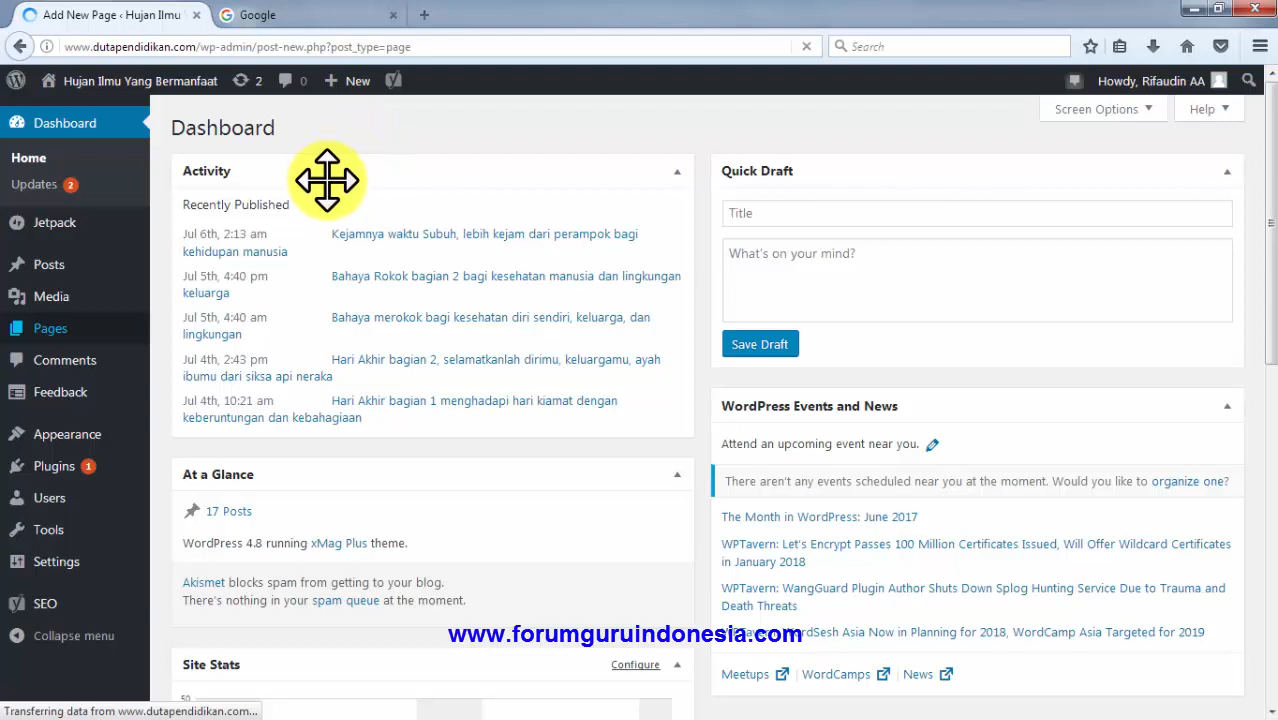 Add New Page ‹ Hujan Ilmu
Google
www.dutapendidikan.com/wp-admin/post-new.php?post_type=page
Search
Hujan Ilmu Yang Bermanfaat
2
0
New
Howdy, Rifaudin AA
Dashboard
Home
Updates 2
Jetpack
Posts
Media
Pages
Comments
Feedback
Appearance
Plugins 1
Users
Tools
Settings
SEO
Collapse menu
Screen Options
Help
Dashboard
Activity
Recently Published
Jul 6th, 2:13 am Kejamnya waktu Subuh, lebih kejam dari perampok bagi
kehidupan manusia
Jul 5th, 4:40 pm Bahaya Rokok bagian 2 bagi kesehatan manusia dan lingkungan
keluarga
Jul 5th, 4:40 am Bahaya merokok bagi kesehatan diri sendiri, keluarga, dan
lingkungan
Jul 4th, 2:43 pm Hari Akhir bagian 2, selamatkanlah dirimu, keluargamu, ayah
ibumu dari siksa api neraka
Jul 4th, 10:21 am Hari Akhir bagian 1 menghadapi hari kiamat dengan
keberuntungan dan kebahagiaan
At a Glance
17 Posts
WordPress 4.8 running xMag Plus theme.
Akismet blocks spam from getting to your blog.
There's nothing in your spam queue at the moment.
Site Stats
Configure
50
Quick Draft
Title
What's on your mind?
Save Draft
WordPress Events and News
Attend an upcoming event near you.
There aren't any events scheduled near you at the moment. Would you like to organize one?
The Month in WordPress: June 2017
WPTavern: Let's Encrypt Passes 100 Million Certificates Issued, Will Offer Wildcard Certificates
in January 2018
WPTavern: WangGuard Plugin Author Shuts Down Splog Hunting Service Due to Trauma and
Death Threats
WPTavern: WordSesh Asia Now in Planning for 2018, WordCamp Asia Targeted for 2019
Meetups | WordCamps | News
www.forumguruindonesia.com
Transferring data from www.dutapendidikan.com...